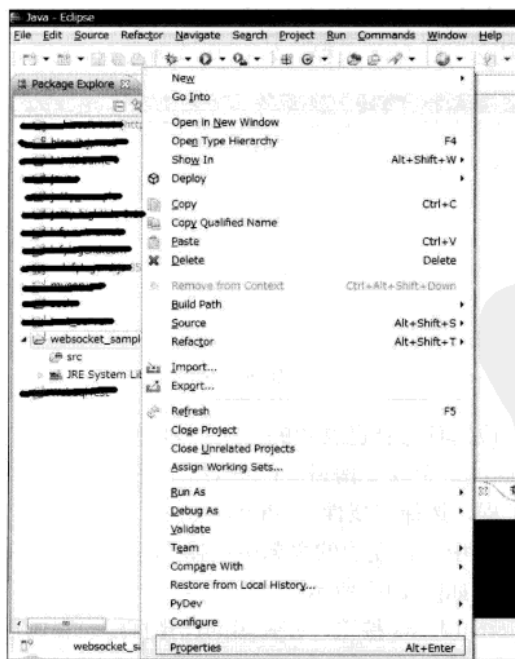 Java - Eclipse
File Edit Source Refactor Navigate Search Project Run Commands Window Help
Package Explore
New
Go Into
Open in New Window
Open Type Hierarchy F4
Show In Alt+Shift+W
Deploy
Copy Ctrl+C
Copy Qualified Name
Paste Ctrl+V
Delete Delete
Remove from Context Ctrl+Alt+Shift+Down
Build Path
Source Alt+Shift+S
Refactor Alt+Shift+T
websocket_sampl
src
JRE System Lib
Import...
Export...
Refresh F5
Close Project
Close Unrelated Projects
Assign Working Sets...
Run As
Debug As
Validate
Team
Compare With
Restore from Local History...
PyDev
Configure
websocket_sa
Properties Alt+Enter